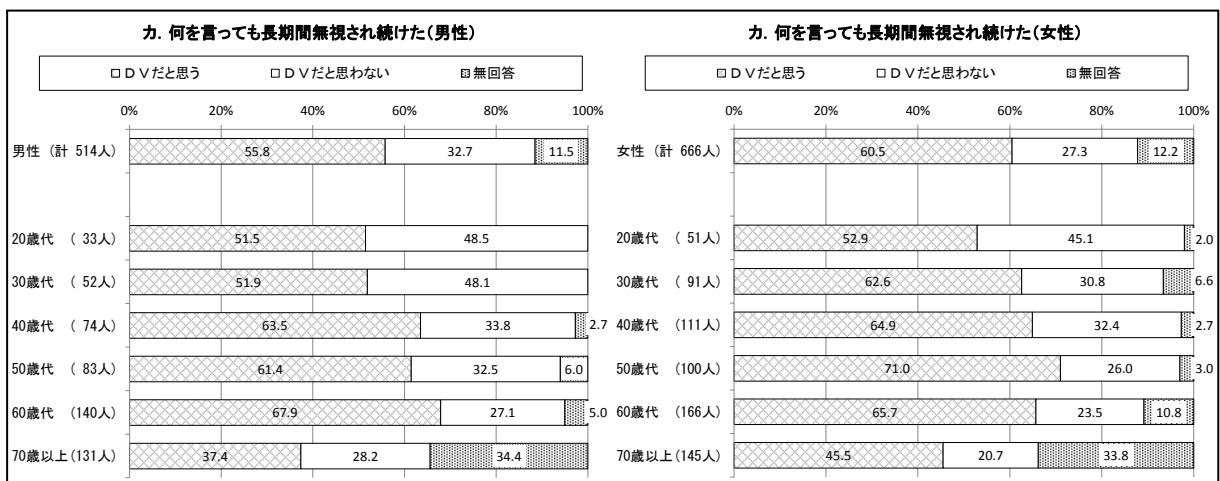 カ．何を言っても長期間無視され続けた（男性）
ＤＶだと思う ＤＶだと思わない 無回答
0% 20% 40% 60% 80% 100%
男性（計 514人） 55.8 32.7 11.5
20歳代 （ 33人） 51.5 48.5
30歳代 （ 52人） 51.9 48.1
40歳代 （ 74人） 63.5 33.8 2.7
50歳代 （ 83人） 61.4 32.5 6.0
60歳代 （140人） 67.9 27.1 5.0
70歳以上（131人） 37.4 28.2 34.4
カ．何を言っても長期間無視され続けた（女性）
ＤＶだと思う ＤＶだと思わない 無回答
0% 20% 40% 60% 80% 100%
女性（計 666人） 60.5 27.3 12.2
20歳代 （ 51人） 52.9 45.1 2.0
30歳代 （ 91人） 62.6 30.8 6.6
40歳代 （111人） 64.9 32.4 2.7
50歳代 （100人） 71.0 26.0 3.0
60歳代 （166人） 65.7 23.5 10.8
70歳以上（145人） 45.5 20.7 33.8